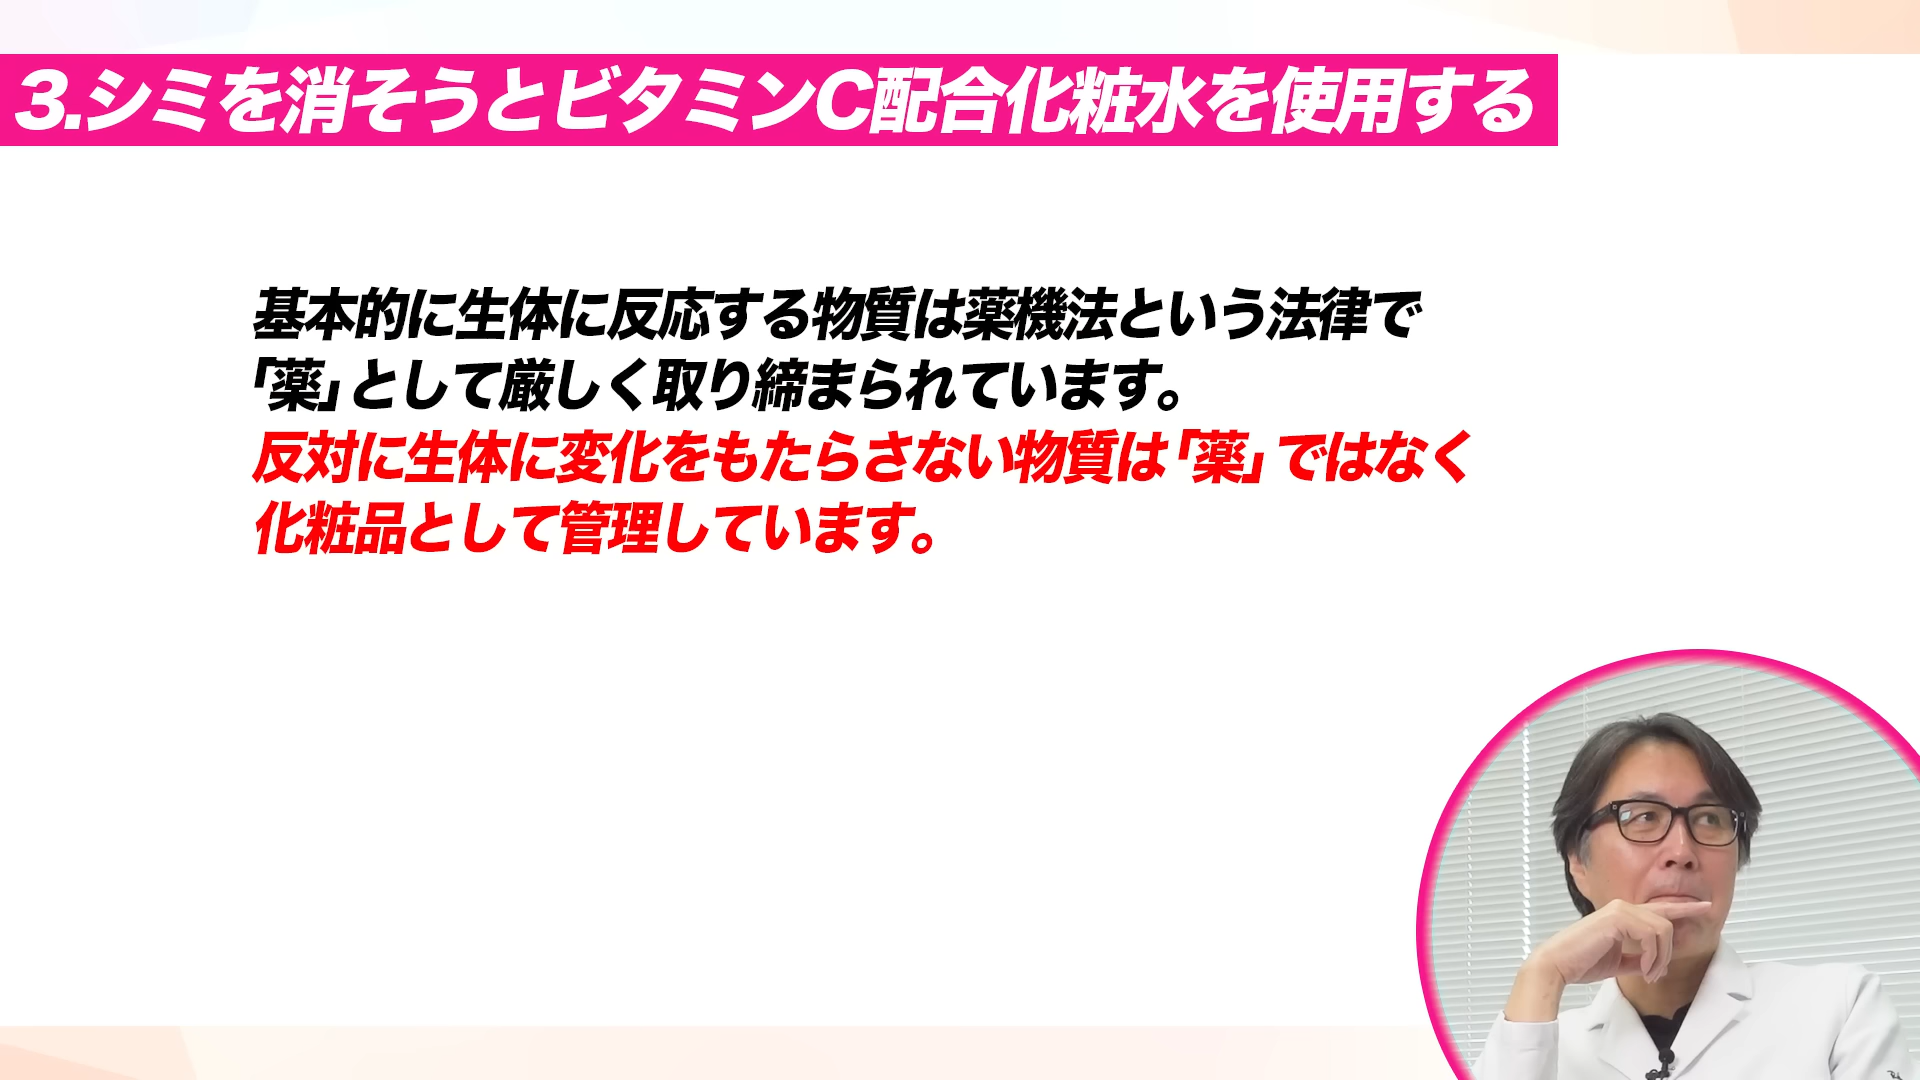 3.シミを消そうとビタミンC配合化粧水を使用する
基本的に生体に反応する物質は薬機法という法律で
「薬」として厳しく取り締まられています。
反対に生体に変化をもたらさない物質は「薬」ではなく
化粧品として管理しています。